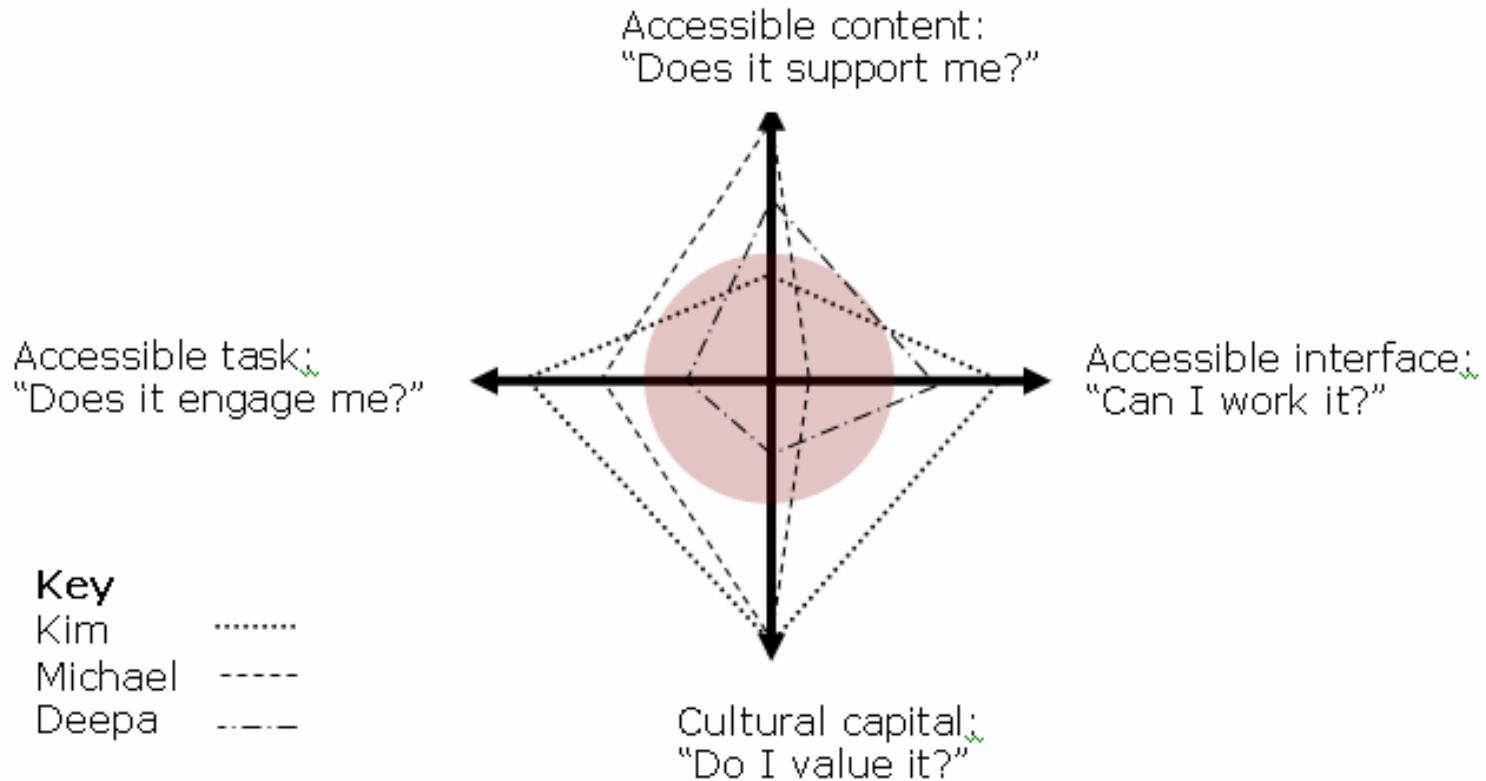 Accessible content:
“Does it support me?”
Accessible task;
“Does it engage me?”
Accessible interface;
“Can I work it?”
Key
Kim
Michael
Deepa
Cultural capital;
“Do I value it?”